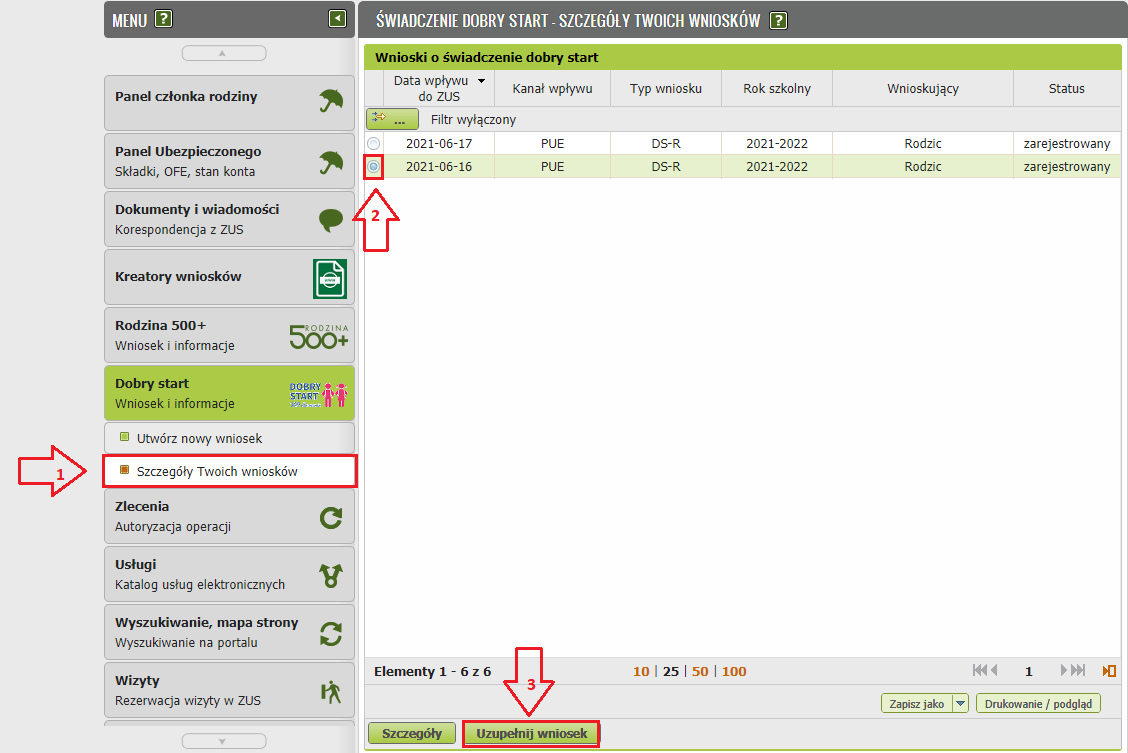 MENU ?
ŚWIADCZENIE DOBRY START - SZCZEGÓŁY TWOICH WNIOSKÓW ?
Panel członka rodziny
Panel Ubezpieczonego
Składki, OFE, stan konta
Dokumenty i wiadomości
Korespondencja z ZUS
Kreatory wniosków
Rodzina 500+
Wniosek i informacje
RODZINA
500+
Dobry start
Wniosek i informacje
DOBRY
START
Utwórz nowy wniosek
1
Szczegóły Twoich wniosków
Zlecenia
Autoryzacja operacji
Usługi
Katalog usług elektronicznych
Wyszukiwanie, mapa strony
Wyszukiwanie na portalu
Wizyty
Rezerwacja wizyty w ZUS
Wnioski o świadczenie dobry start
Data wpływu do ZUS Kanał wpływu Typ wniosku Rok szkolny Wnioskujący Status
... Filtr wyłączony
2021-06-17 PUE DS-R 2021-2022 Rodzic zarejestrowany
2021-06-16 PUE DS-R 2021-2022 Rodzic zarejestrowany
2
Elementy 1 - 6 z 6 10 | 25 | 50 | 100 1
3
Zapisz jako Drukowanie / podgląd
Szczegóły Uzupełnij wniosek